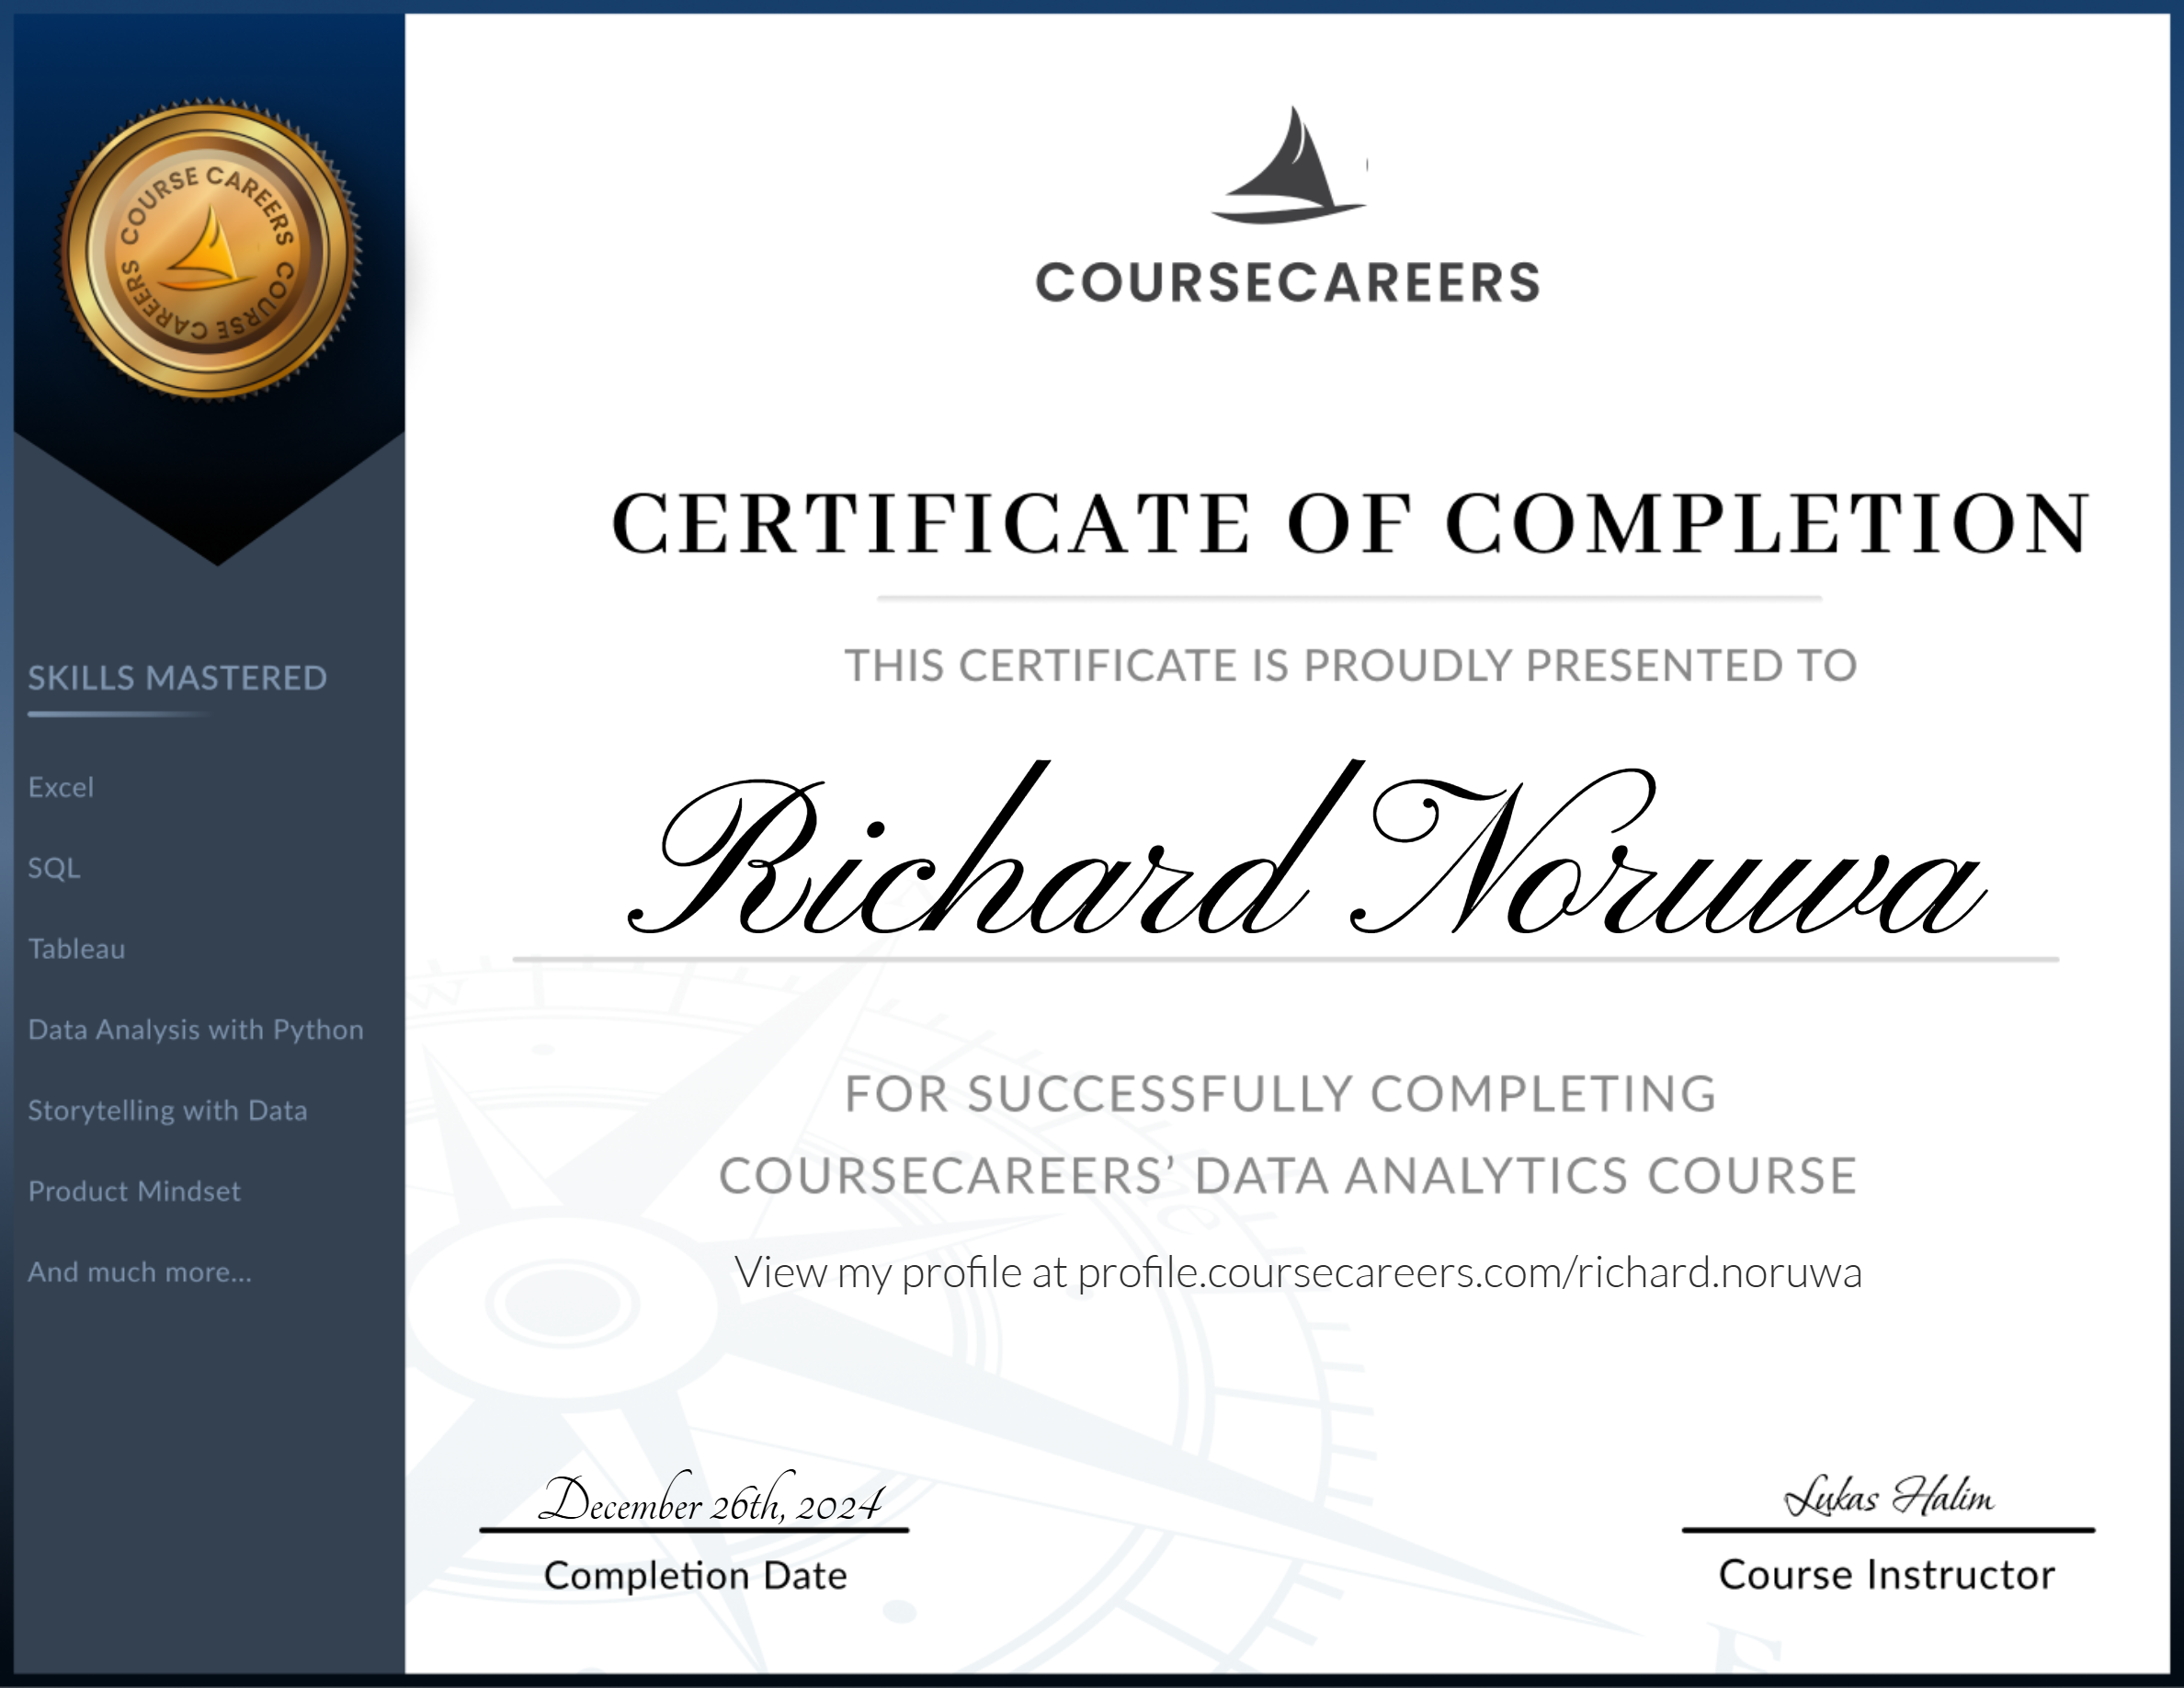 COURSE CAREERS COURSE CAREERS
SKILLS MASTERED
Excel
SQL
Tableau
Data Analysis with Python
Storytelling with Data
Product Mindset
And much more...
COURSECAREERS
CERTIFICATE OF COMPLETION
THIS CERTIFICATE IS PROUDLY PRESENTED TO
Richard Noruwa
FOR SUCCESSFULLY COMPLETING
COURSECAREERS’ DATA ANALYTICS COURSE
View my profile at profile.coursecareers.com/richard.noruwa
December 26th, 2024
Completion Date
Lukas Halim
Course Instructor